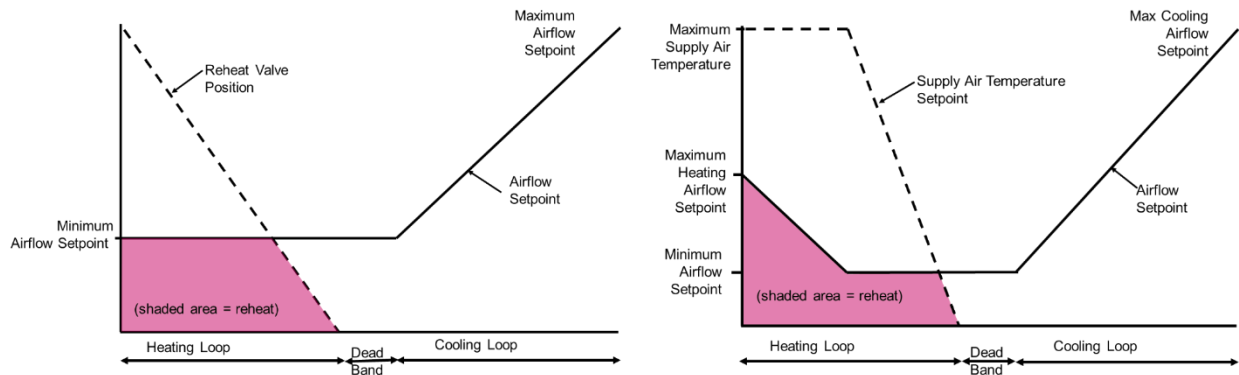 Maximum
Airflow
Setpoint
Reheat Valve
Position
Airflow
Setpoint
Minimum
Airflow Setpoint
(shaded area = reheat)
Heating Loop
Dead
Band
Cooling Loop
Maximum
Supply Air
Temperature
Max Cooling
Airflow
Setpoint
Supply Air Temperature
Setpoint
Maximum
Heating
Airflow
Setpoint
Airflow
Setpoint
Minimum
Airflow
Setpoint
(shaded area = reheat)
Heating Loop
Dead
Band
Cooling Loop